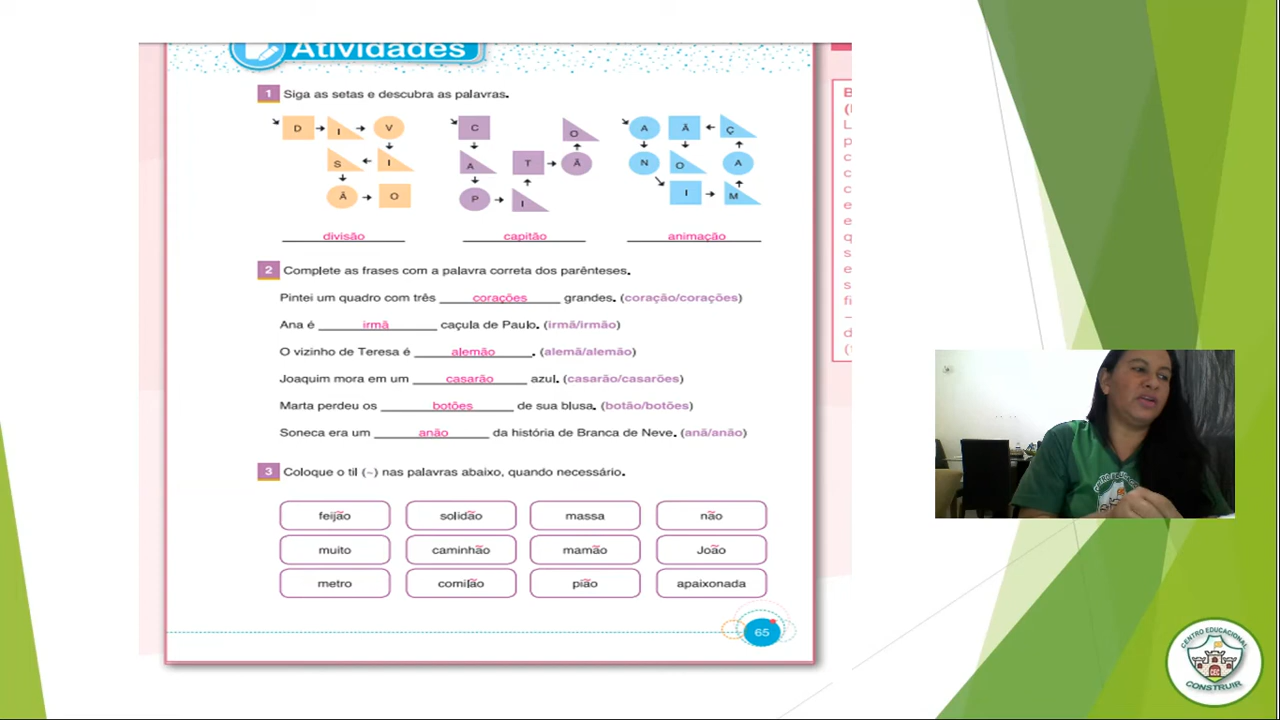 Atividades
1 Siga as setas e descubra as palavras.
D I V
S I
Ã O
C
A
P I
T Ã
O
A Ã Ç
N O A
I M
divisão capitão animação
2 Complete as frases com a palavra correta dos parênteses.
Pintei um quadro com três corações grandes. (coração/corações)
Ana é irmã caçula de Paulo. (irmã/irmão)
O vizinho de Teresa é alemão. (alemã/alemão)
Joaquim mora em um casarão azul. (casarão/casarões)
Marta perdeu os botões de sua blusa. (botão/botões)
Soneca era um anão da história de Branca de Neve. (anã/anão)
3 Coloque o til (~) nas palavras abaixo, quando necessário.
feijão solidão massa não
muito caminhão mamão João
metro comilão pião apaixonada
65
CENTRO EDUCACIONAL
CEC
CONSTRUIR